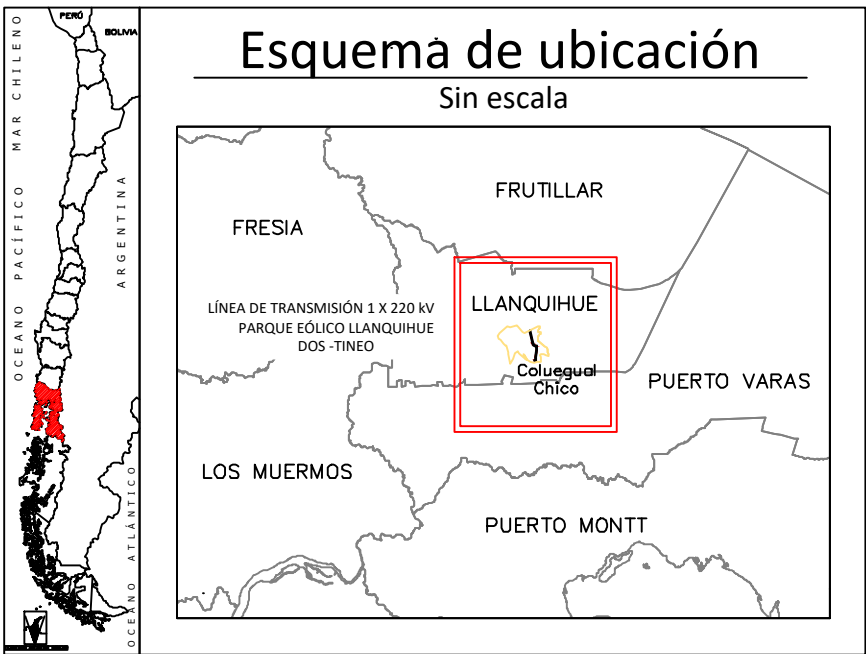 PERÚ
BOLIVIA
OCEANO PACÍFICO MAR CHILENO
ARGENTINA
OCEANO ATLÁNTICO
Esquema de ubicación
Sin escala
FRUTILLAR
FRESIA
LÍNEA DE TRANSMISIÓN 1 X 220 kV
PARQUE EÓLICO LLANQUIHUE
DOS -TINEO
LLANQUIHUE
Coluegual
Chico
PUERTO VARAS
LOS MUERMOS
PUERTO MONTT